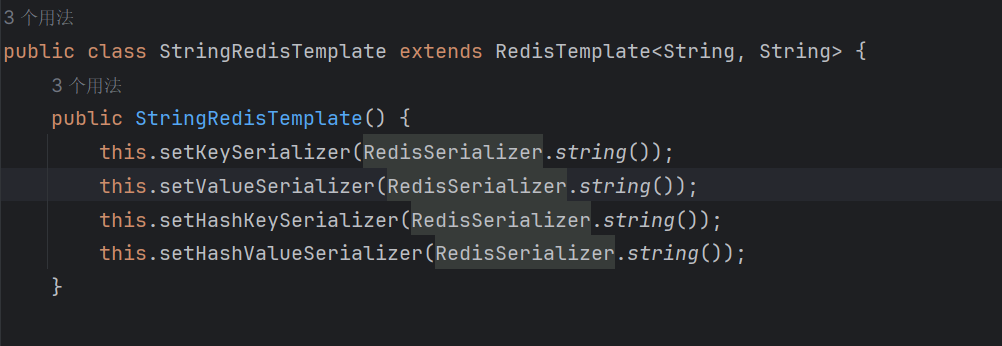 3 个用法
public class StringRedisTemplate extends RedisTemplate<String, String> {
3 个用法
public StringRedisTemplate() {
this.setKeySerializer(RedisSerializer.string());
this.setValueSerializer(RedisSerializer.string());
this.setHashKeySerializer(RedisSerializer.string());
this.setHashValueSerializer(RedisSerializer.string());
}